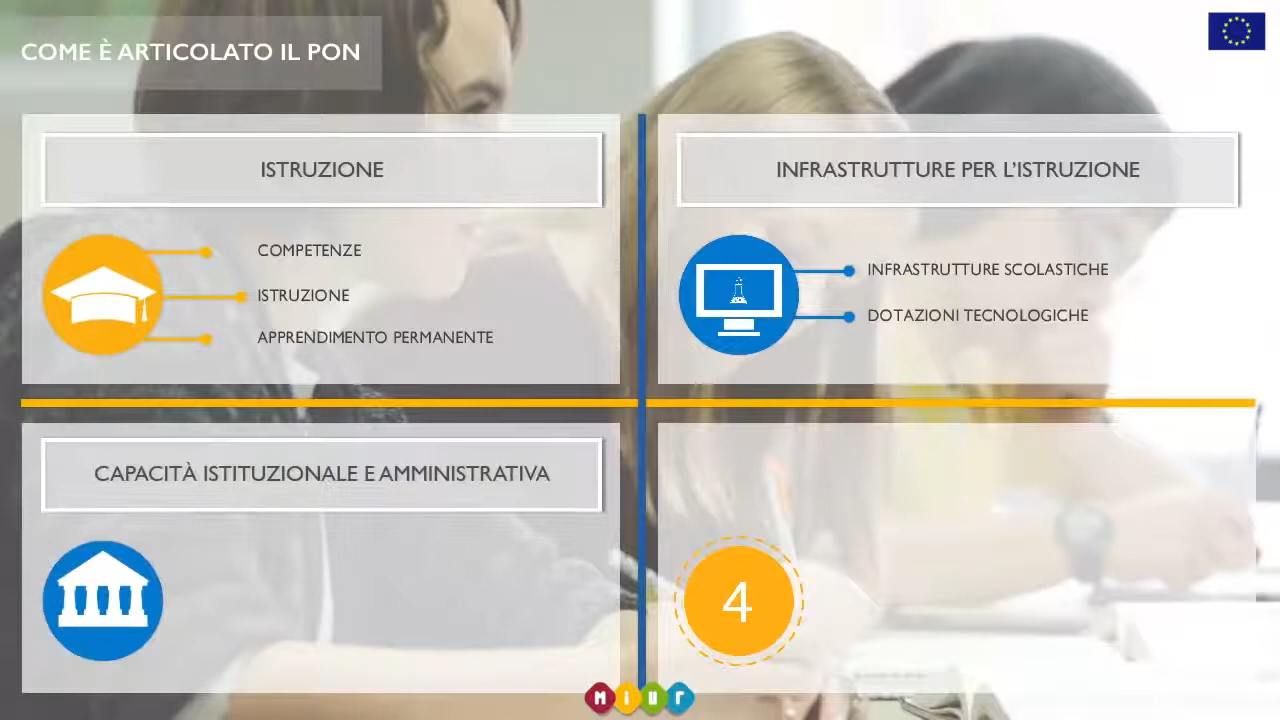 COME È ARTICOLATO IL PON
ISTRUZIONE
COMPETENZE
ISTRUZIONE
APPRENDIMENTO PERMANENTE
INFRASTRUTTURE PER L'ISTRUZIONE
INFRASTRUTTURE SCOLASTICHE
DOTAZIONI TECNOLOGICHE
CAPACITÀ ISTITUZIONALE E AMMINISTRATIVA
4
Miur